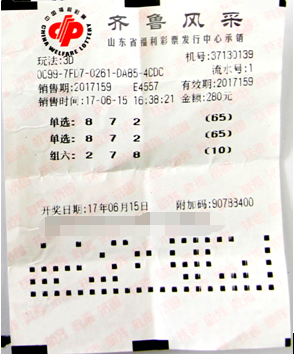 中国福利彩票
CHINA WELFARE LOTTERY
齐鲁风采
山东省福利彩票发行中心承销
玩法:3D 机号:37130139
0C99-7FD7-0261-DAB5-4CDC 流水号:1
销售期:2017159 E4557 有效期:2017159
销售时间:17-06-15 16:38:21 金额:280元
单选: 8 7 2 (65)
单选: 8 7 2 (65)
组六: 2 7 8 (10)
开奖日期:17年06月15日 附加码:90788400